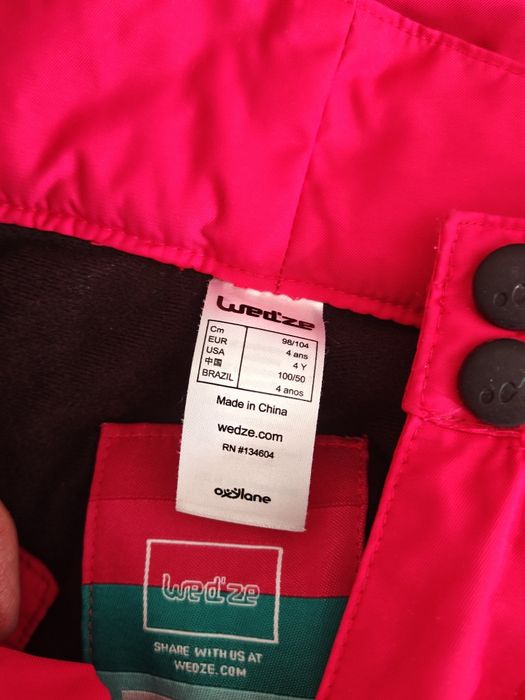 Wed'ze
Cm 98/104
EUR 4 ans
USA 4 Y
中国 100/50
BRAZIL 4 anos
Made in China
wedze.com
RN #134604
oxylane
Wed'ze
SHARE WITH US AT
WEDZE.COM